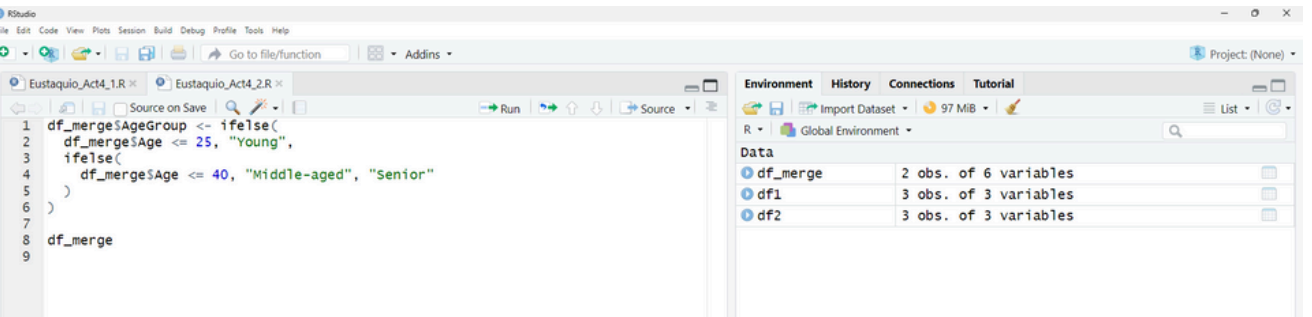 RStudio
ile Edit Code View Plots Session Build Debug Profile Tools Help
Go to file/function Addins Project: (None)
Eustaquio_Act4_1.R Eustaquio_Act4_2.R
Source on Save Run Source
1 df_merge$AgeGroup <- ifelse(
2   df_merge$Age <= 25, "Young",
3   ifelse(
4     df_merge$Age <= 40, "Middle-aged", "Senior"
5   )
6 )
7
8 df_merge
9
Environment History Connections Tutorial
Import Dataset 97 MiB List
R Global Environment
Data
df_merge 2 obs. of 6 variables
df1 3 obs. of 3 variables
df2 3 obs. of 3 variables